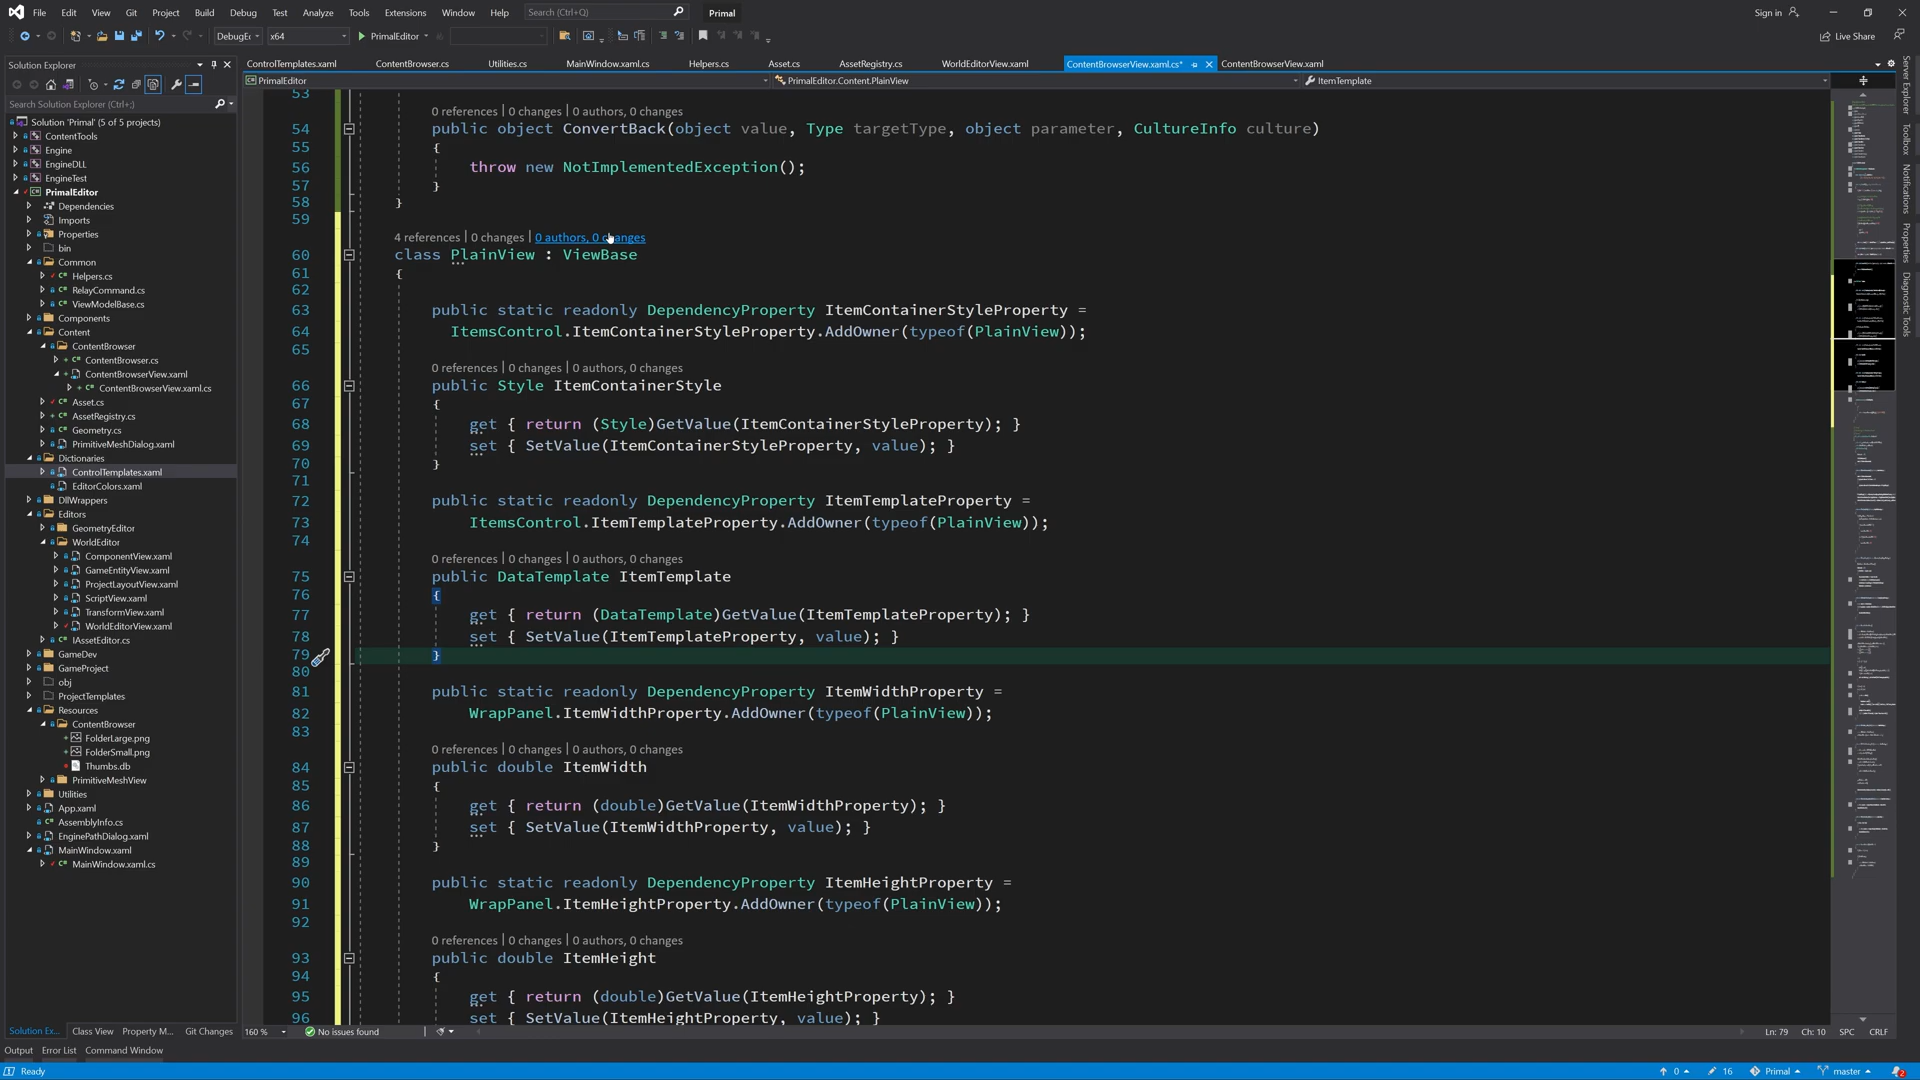 File Edit View Git Project Build Debug Test Analyze Tools Extensions Window Help Search (Ctrl+Q) Primal Sign in
x64 PrimalEditor Live Share
Solution Explorer
ControlTemplates.xaml ContentBrowser.cs Utilities.cs MainWindow.xaml.cs Helpers.cs Asset.cs AssetRegistry.cs WorldEditorView.xaml ContentBrowserView.xaml.cs* ContentBrowserView.xaml
PrimalEditor PrimalEditor.Content.PlainView ItemTemplate
Search Solution Explorer (Ctrl+;)
Solution 'Primal' (5 of 5 projects)
ContentTools
Engine
EngineDLL
EngineTest
PrimalEditor
Dependencies
Imports
Properties
bin
Common
Helpers.cs
RelayCommand.cs
ViewModelBase.cs
Components
Content
ContentBrowser
ContentBrowser.cs
ContentBrowserView.xaml
ContentBrowserView.xaml.cs
Asset.cs
AssetRegistry.cs
Geometry.cs
PrimitiveMeshDialog.xaml
Dictionaries
ControlTemplates.xaml
EditorColors.xaml
DllWrappers
Editors
GeometryEditor
WorldEditor
ComponentView.xaml
GameEntityView.xaml
ProjectLayoutView.xaml
ScriptView.xaml
TransformView.xaml
WorldEditorView.xaml
IAssetEditor.cs
GameDev
GameProject
obj
ProjectTemplates
Resources
ContentBrowser
FolderLarge.png
FolderSmall.png
Thumbs.db
PrimitiveMeshView
Utilities
App.xaml
AssemblyInfo.cs
EnginePathDialog.xaml
MainWindow.xaml
MainWindow.xaml.cs
53
0 references | 0 changes | 0 authors, 0 changes
54 public object ConvertBack(object value, Type targetType, object parameter, CultureInfo culture)
55 {
56 throw new NotImplementedException();
57 }
58 }
59
4 references | 0 changes | 0 authors, 0 changes
60 class PlainView : ViewBase
61 {
62
63 public static readonly DependencyProperty ItemContainerStyleProperty =
64 ItemsControl.ItemContainerStyleProperty.AddOwner(typeof(PlainView));
65
0 references | 0 changes | 0 authors, 0 changes
66 public Style ItemContainerStyle
67 {
68 get { return (Style)GetValue(ItemContainerStyleProperty); }
69 set { SetValue(ItemContainerStyleProperty, value); }
70 }
71
72 public static readonly DependencyProperty ItemTemplateProperty =
73 ItemsControl.ItemTemplateProperty.AddOwner(typeof(PlainView));
74
0 references | 0 changes | 0 authors, 0 changes
75 public DataTemplate ItemTemplate
76 {
77 get { return (DataTemplate)GetValue(ItemTemplateProperty); }
78 set { SetValue(ItemTemplateProperty, value); }
79 }
80
81 public static readonly DependencyProperty ItemWidthProperty =
82 WrapPanel.ItemWidthProperty.AddOwner(typeof(PlainView));
83
0 references | 0 changes | 0 authors, 0 changes
84 public double ItemWidth
85 {
86 get { return (double)GetValue(ItemWidthProperty); }
87 set { SetValue(ItemWidthProperty, value); }
88 }
89
90 public static readonly DependencyProperty ItemHeightProperty =
91 WrapPanel.ItemHeightProperty.AddOwner(typeof(PlainView));
92
0 references | 0 changes | 0 authors, 0 changes
93 public double ItemHeight
94 {
95 get { return (double)GetValue(ItemHeightProperty); }
96 set { SetValue(ItemHeightProperty, value); }
Server Explorer
Toolbox
Notifications
Properties
Diagnostic Tools
Solution Ex... Class View Property M... Git Changes 160 % No issues found Ln: 79 Ch: 10 SPC CRLF
Output Error List Command Window
Ready 0 16 Primal master 2